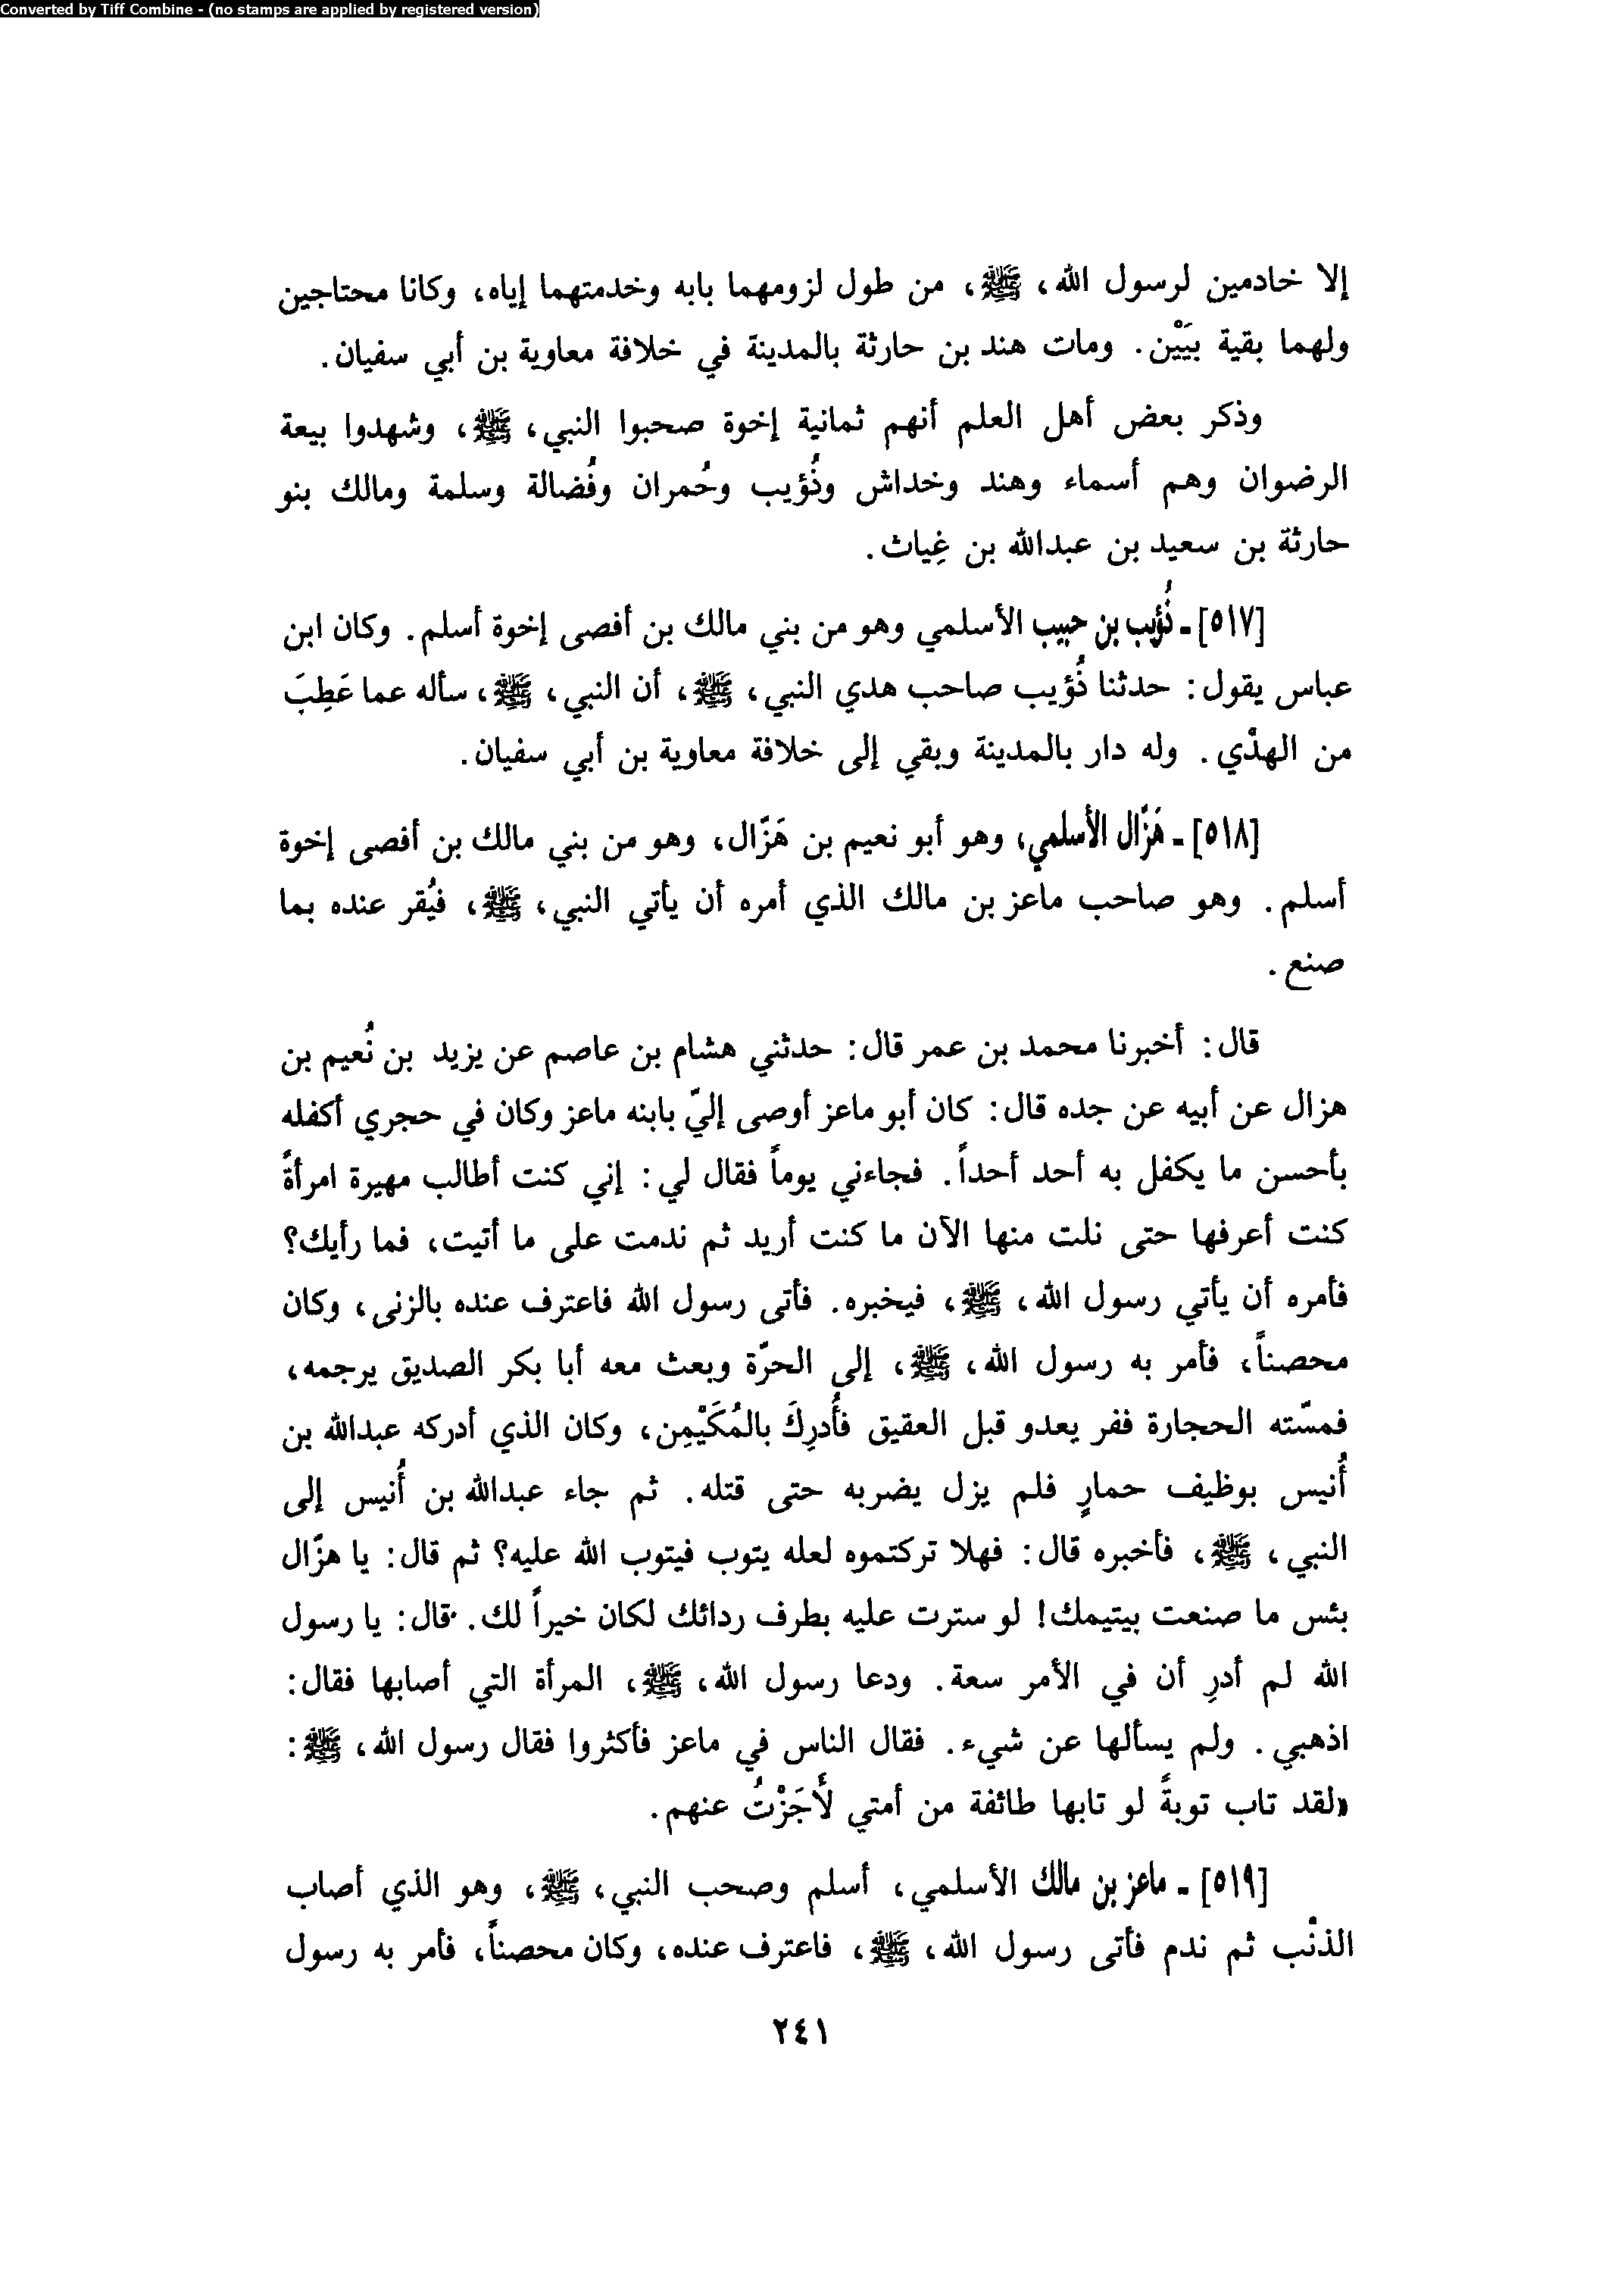 Converted by Tiff Combine - (no stamps are applied by registered version)
إلا خادمين لرسول الله، ﷺ، من طول لزومهما بابه وخدمتهما إياه، وكانا محتاجين
ولهما بقية بيَيْن. ومات هند بن حارثة بالمدينة في خلافة معاوية بن أبي سفيان.
وذكر بعض أهل العلم أنهم ثمانية إخوة صحبوا النبي، ﷺ، وشهدوا بيعة
الرضوان وهم أسماء وهند وخداش وذُؤيب وحُمران وفُضالة وسلمة ومالك بنو
حارثة بن سعيد بن عبدالله بن غِياث.
[٥١٧] ـ ذُؤيب بن حبيب الأسلمي وهو من بني مالك بن أفصى إخوة أسلم. وكان ابن
عباس يقول: حدثنا ذُؤيب صاحب هدي النبي، ﷺ، أن النبي، ﷺ، سأله عما عَطِبَ
من الهدْي. وله دار بالمدينة وبقي إلى خلافة معاوية بن أبي سفيان.
[٥١٨] ـ هَزّال الأسلمي، وهو أبو نعيم بن هَزّال، وهو من بني مالك بن أفصى إخوة
أسلم. وهو صاحب ماعز بن مالك الذي أمره أن يأتي النبي، ﷺ، فيُقر عنده بما
صنع.
قال: أخبرنا محمد بن عمر قال: حدثني هشام بن عاصم عن يزيد بن نُعيم بن
هزال عن أبيه عن جده قال: كان أبو ماعز أوصى إليّ بابنه ماعز وكان في حجري أكفله
بأحسن ما يكفل به أحد أحداً. فجاءني يوماً فقال لي: إني كنت أطالب مهيرة امرأةً
كنت أعرفها حتى نلت منها الآن ما كنت أريد ثم ندمت على ما أتيت، فما رأيك؟
فأمره أن يأتي رسول الله، ﷺ، فيخبره. فأتى رسول الله فاعترف عنده بالزنى، وكان
محصناً، فأمر به رسول الله، ﷺ، إلى الحرّة وبعث معه أبا بكر الصديق يرجمه،
فمسّته الحجارة ففر يعدو قبل العقيق فأُدرِكَ بالمُكَيْمِن، وكان الذي أدركه عبدالله بن
أُنيس بوظيف حمارٍ فلم يزل يضربه حتى قتله. ثم جاء عبدالله بن أُنيس إلى
النبي، ﷺ، فأخبره قال: فهلا تركتموه لعله يتوب فيتوب الله عليه؟ ثم قال: يا هزّال
بئس ما صنعت بيتيمك! لو سترت عليه بطرف ردائك لكان خيراً لك. قال: يا رسول
الله لم أدرِ أن في الأمر سعة. ودعا رسول الله، ﷺ، المرأة التي أصابها فقال:
اذهبي. ولم يسألها عن شيء. فقال الناس في ماعز فأكثروا فقال رسول الله، ﷺ:
«لقد تاب توبةً لو تابها طائفة من أمتي لأَجَزْتُ عنهم.
[٥١٩] ـ ماعز بن مالك الأسلمي، أسلم وصحب النبي، ﷺ، وهو الذي أصاب
الذنْب ثم ندم فأتى رسول الله، ﷺ، فاعترف عنده، وكان محصناً، فأمر به رسول
٢٤١